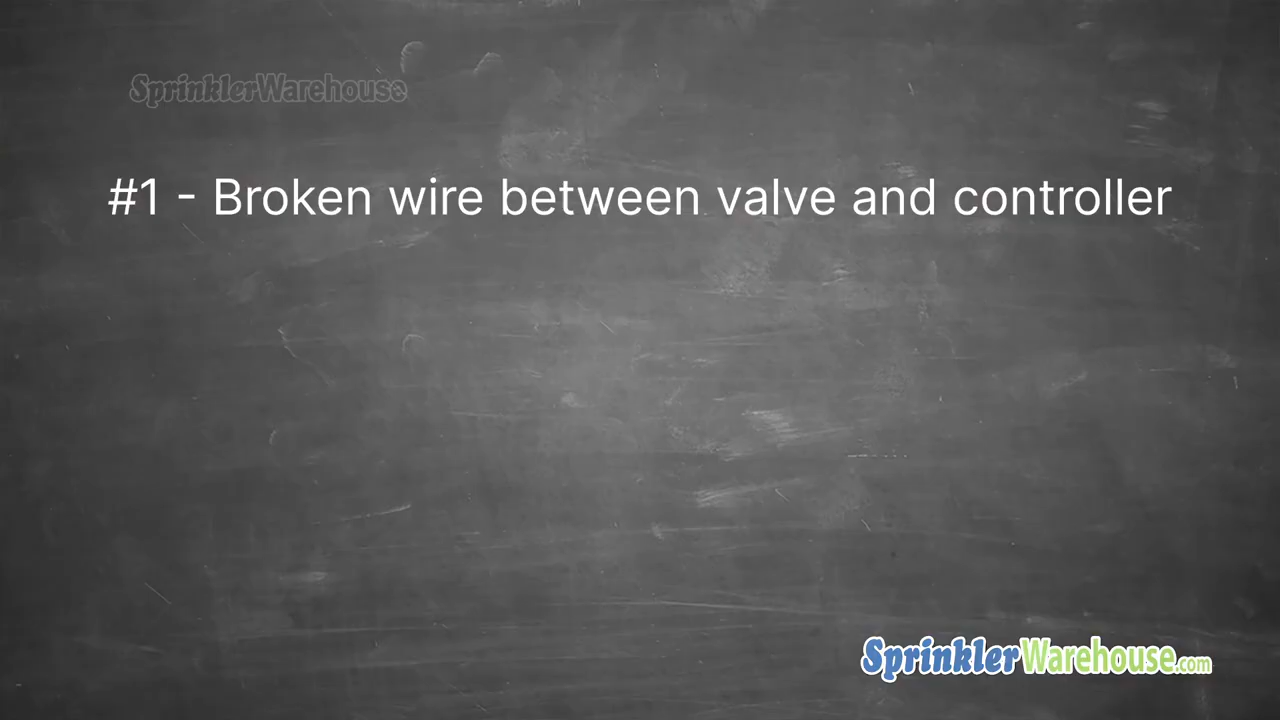 SprinklerWarehouse
#1 - Broken wire between valve and controller
SprinklerWarehouse.com